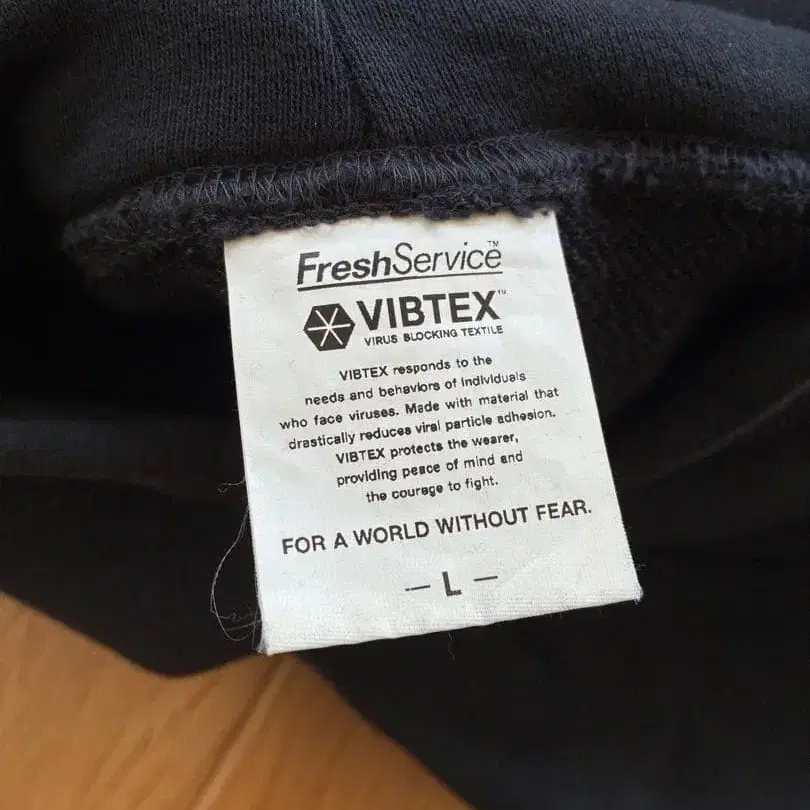 FreshService™
VIBTEX™
VIRUS BLOCKING TEXTILE
VIBTEX responds to the
needs and behaviors of individuals
who face viruses. Made with material that
drastically reduces viral particle adhesion.
VIBTEX protects the wearer,
providing peace of mind and
the courage to fight.
FOR A WORLD WITHOUT FEAR.
— L —